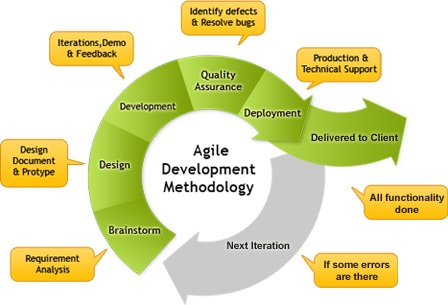 Identify defects
& Resolve bugs
Iterations,Demo
& Feedback
Quality
Assurance
Production &
Technical Support
Development
Deployment
Delivered to Client
Design
Document
& Protype
Design
Agile
Development
Methodology
All functionality
done
Brainstorm
Next Iteration
Requirement
Analysis
If some errors
are there